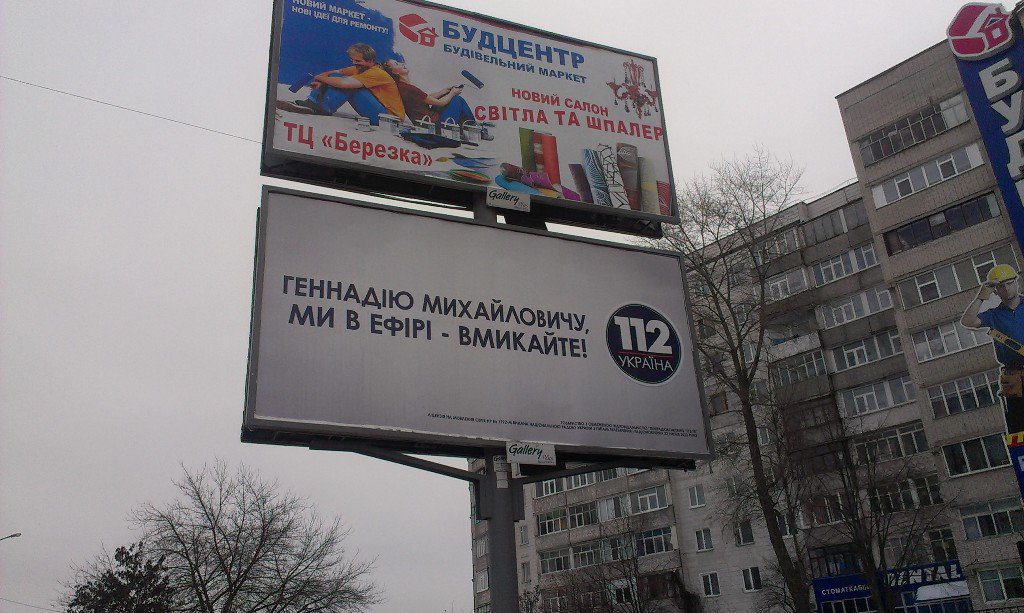 НОВИЙ МАРКЕТ -
НОВІ ІДЕЇ ДЛЯ РЕМОНТУ!
БУДЦЕНТР
БУДІВЕЛЬНИЙ МАРКЕТ
НОВИЙ САЛОН
СВІТЛА ТА ШПАЛЕР
ТЦ «Березка»
Gallery
ГЕННАДІЮ МИХАЙЛОВИЧУ,
МИ В ЕФІРІ - ВМИКАЙТЕ!
112
УКРАЇНА
Gallery
БУД
СТОМАТОЛОГІЯ
DENTAL